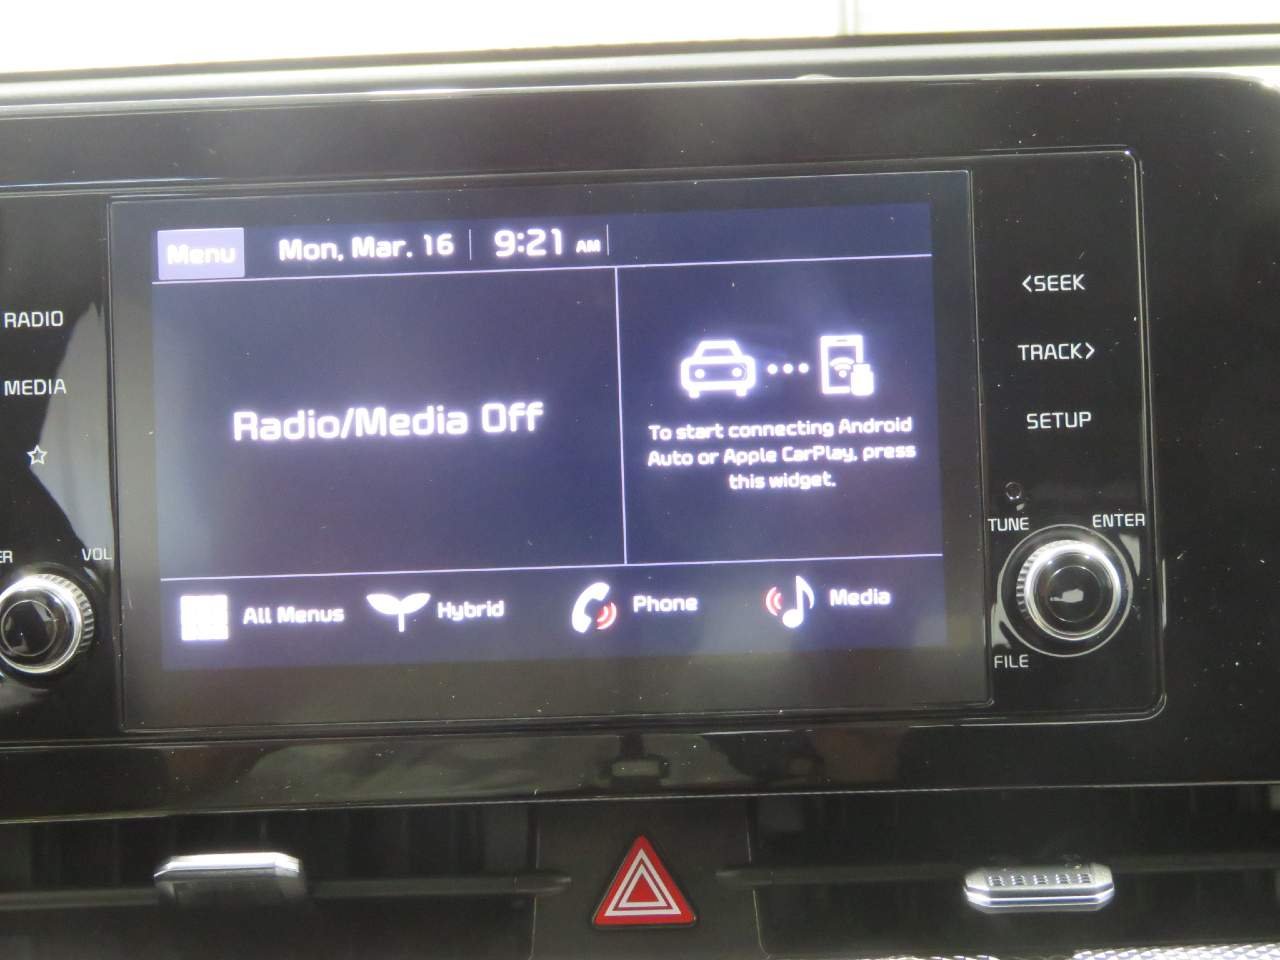 Menu Mon, Mar. 16 9:21 AM
RADIO
MEDIA
VOL
Radio/Media Off
To start connecting Android
Auto or Apple CarPlay, press
this widget.
All Menus Hybrid Phone Media
<SEEK
TRACK>
SETUP
TUNE ENTER
FILE